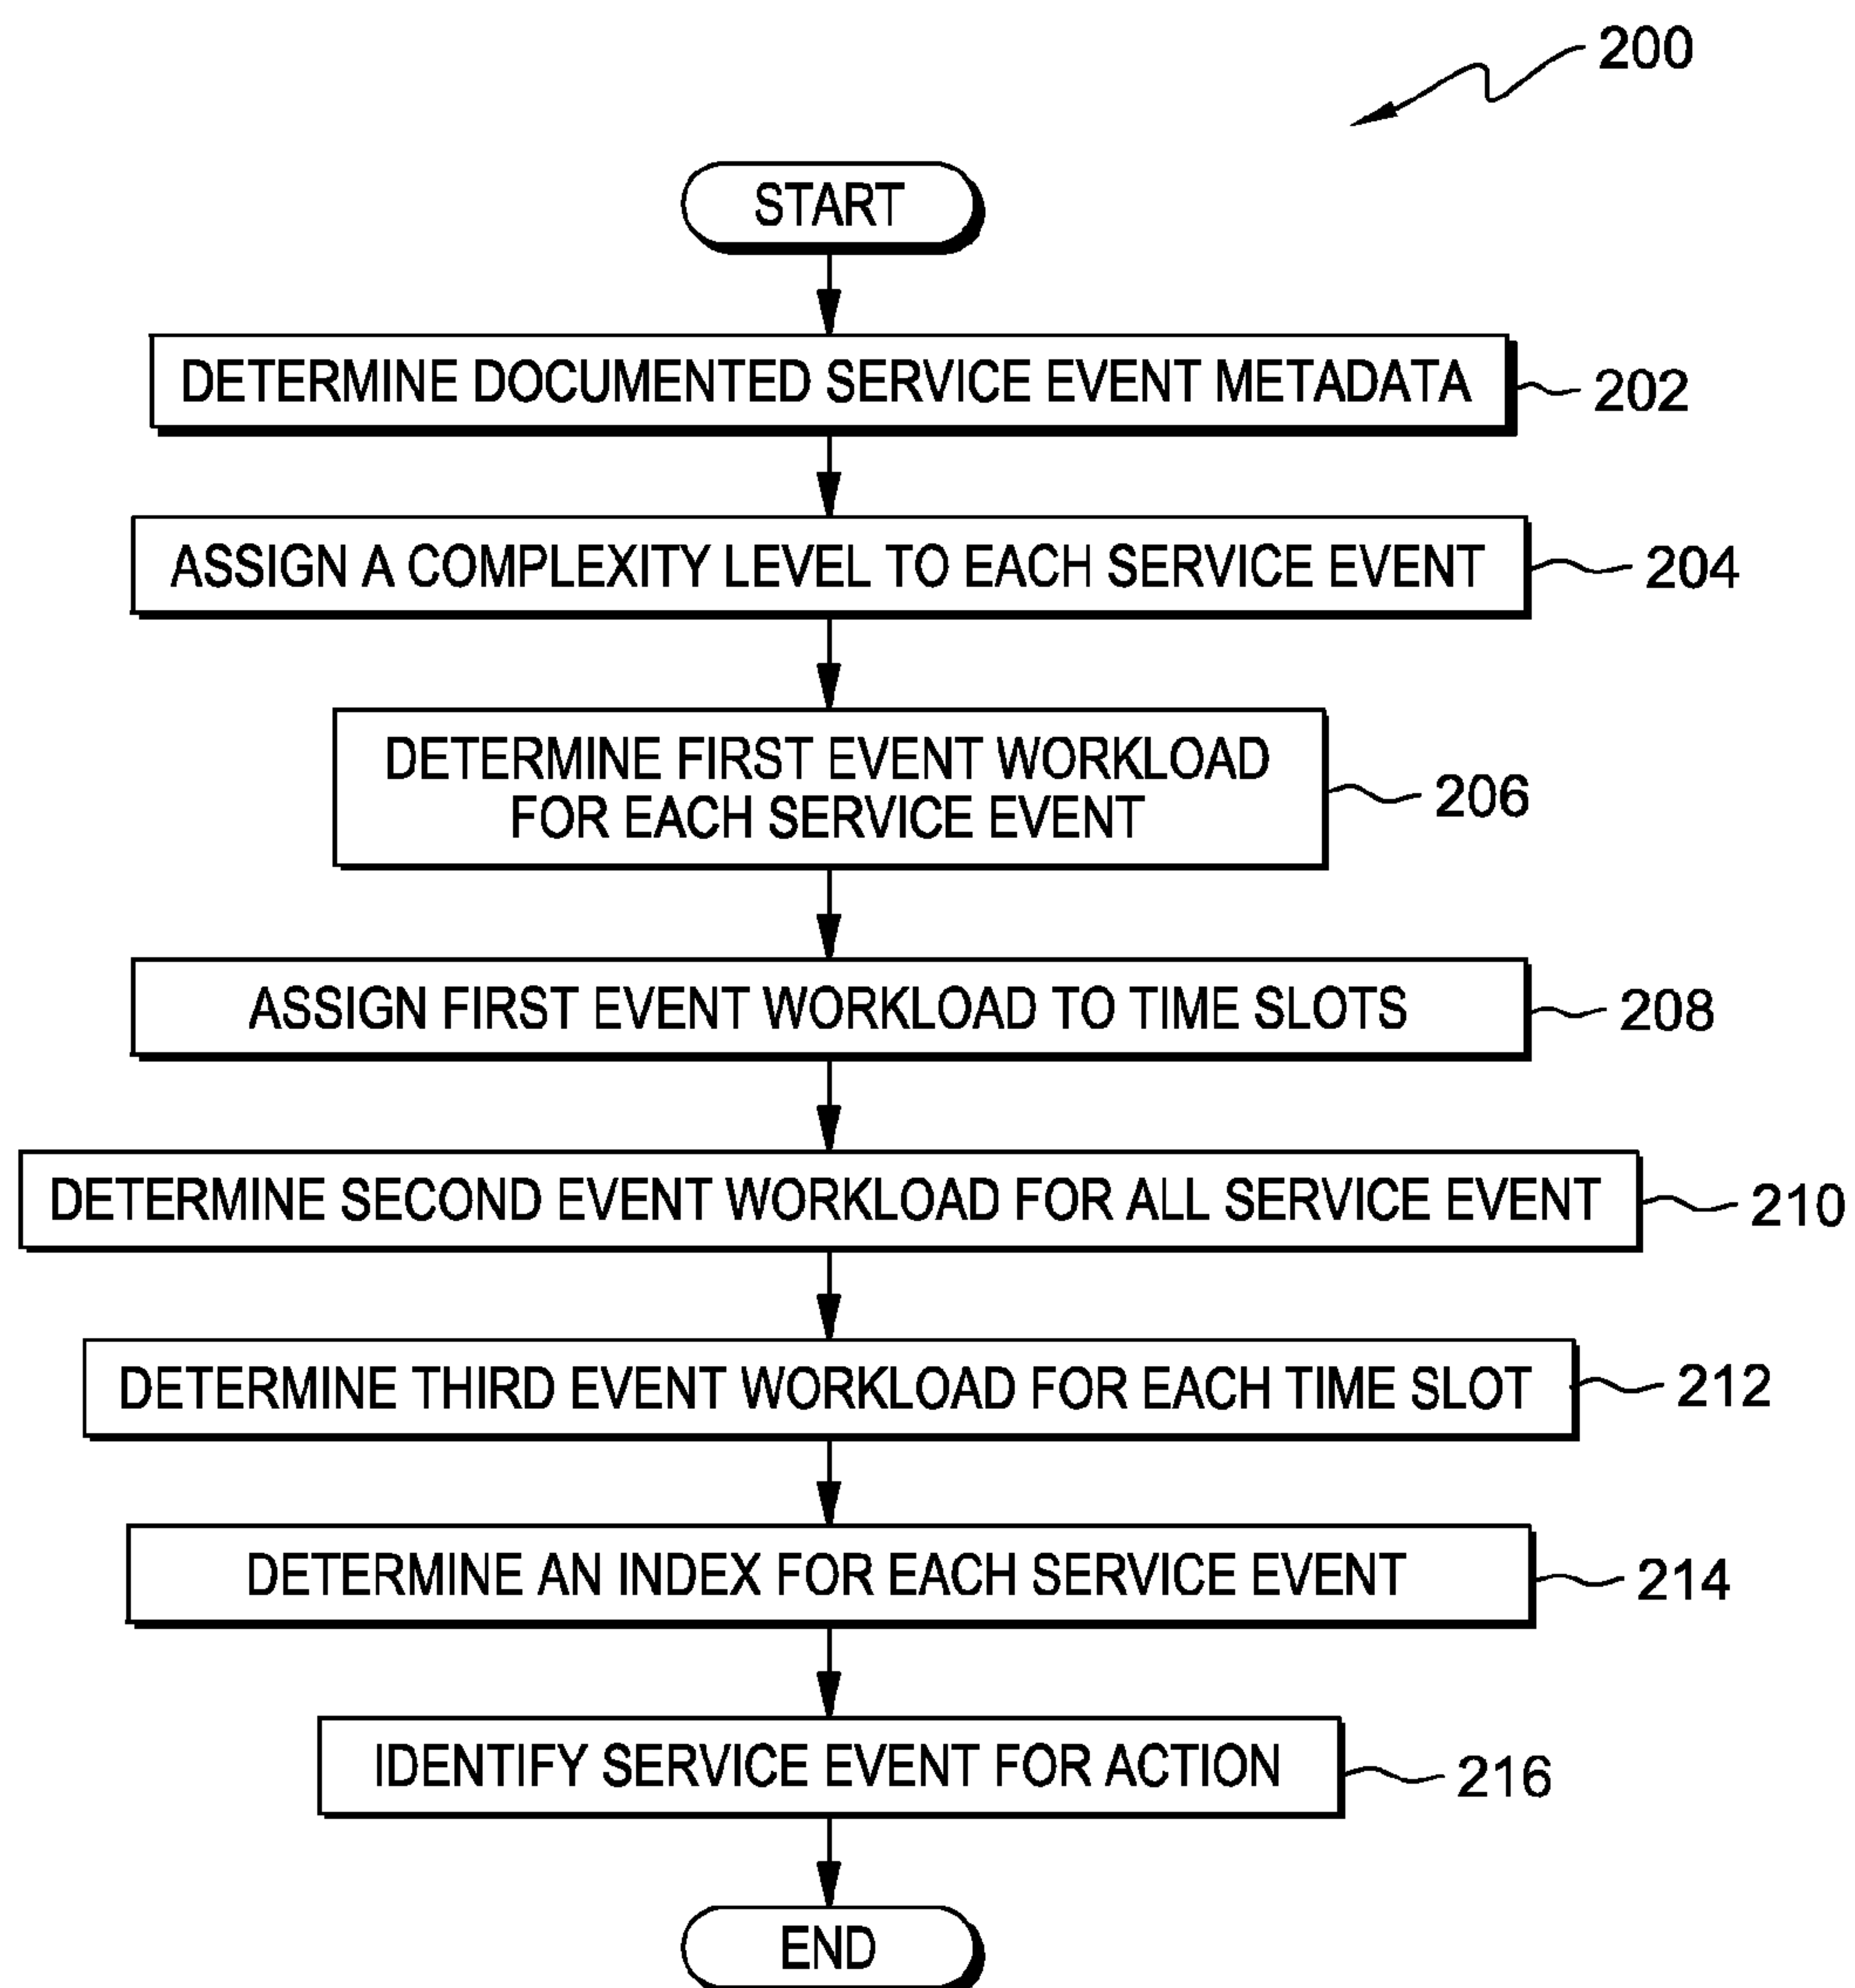 200
START
DETERMINE DOCUMENTED SERVICE EVENT METADATA
202
ASSIGN A COMPLEXITY LEVEL TO EACH SERVICE EVENT
204
DETERMINE FIRST EVENT WORKLOAD
FOR EACH SERVICE EVENT
206
ASSIGN FIRST EVENT WORKLOAD TO TIME SLOTS
208
DETERMINE SECOND EVENT WORKLOAD FOR ALL SERVICE EVENT
210
DETERMINE THIRD EVENT WORKLOAD FOR EACH TIME SLOT
212
DETERMINE AN INDEX FOR EACH SERVICE EVENT
214
IDENTIFY SERVICE EVENT FOR ACTION
216
END